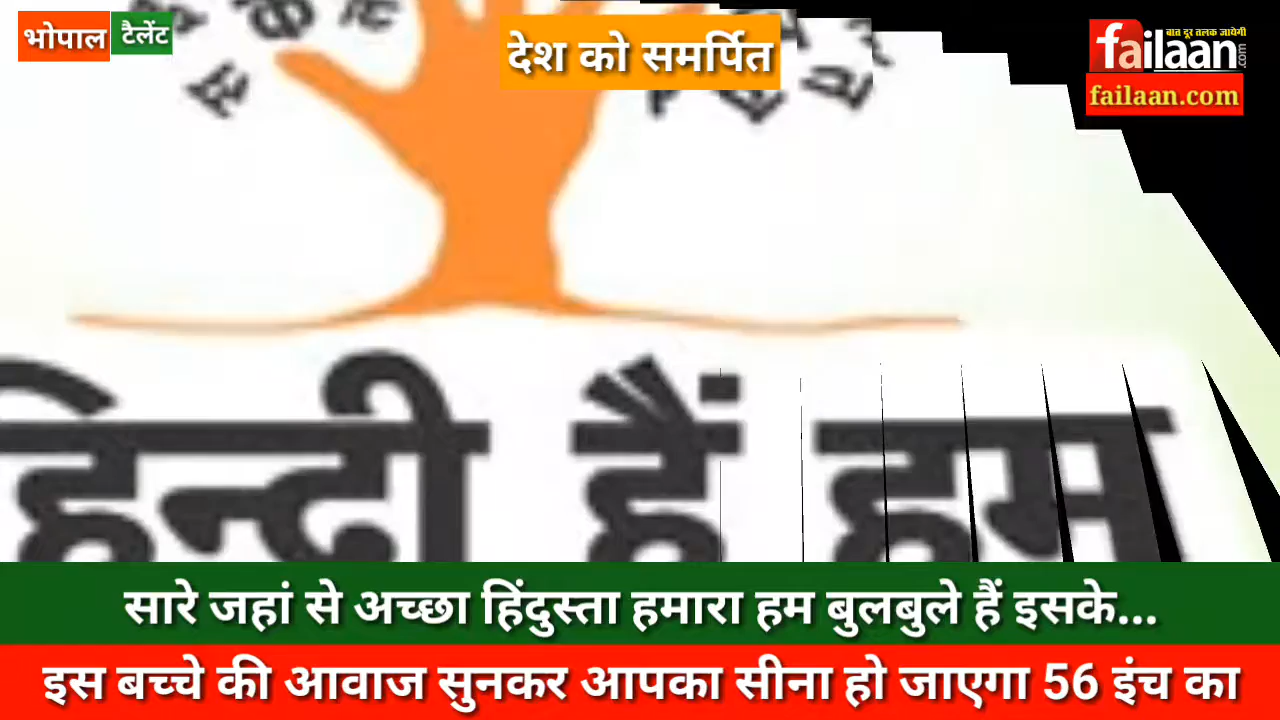 भोपाल
टैलेंट
देश को समर्पित
बात दूर तलक जायेगी
failaan.com
failaan.com
हिन्दी हैं हम
सारे जहां से अच्छा हिंदुस्ता हमारा हम बुलबुले हैं इसके...
इस बच्चे की आवाज सुनकर आपका सीना हो जाएगा 56 इंच का